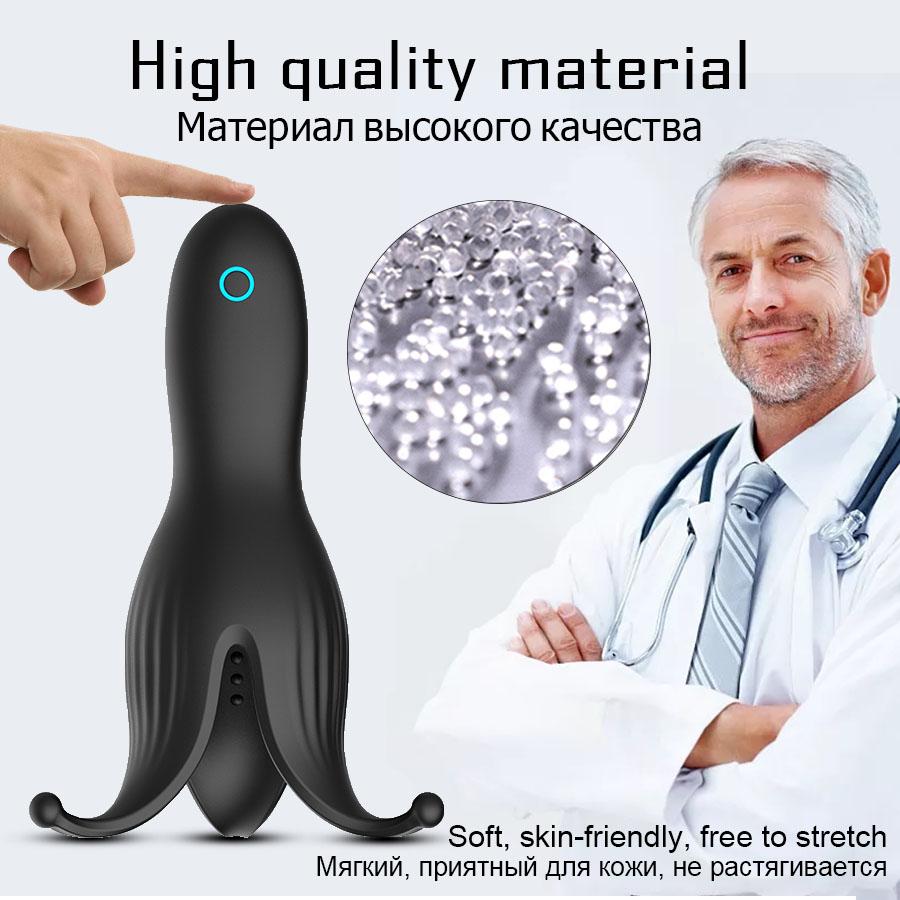 High quality material
Материал высокого качества
Soft, skin-friendly, free to stretch
Мягкий, приятный для кожи, не растягивается